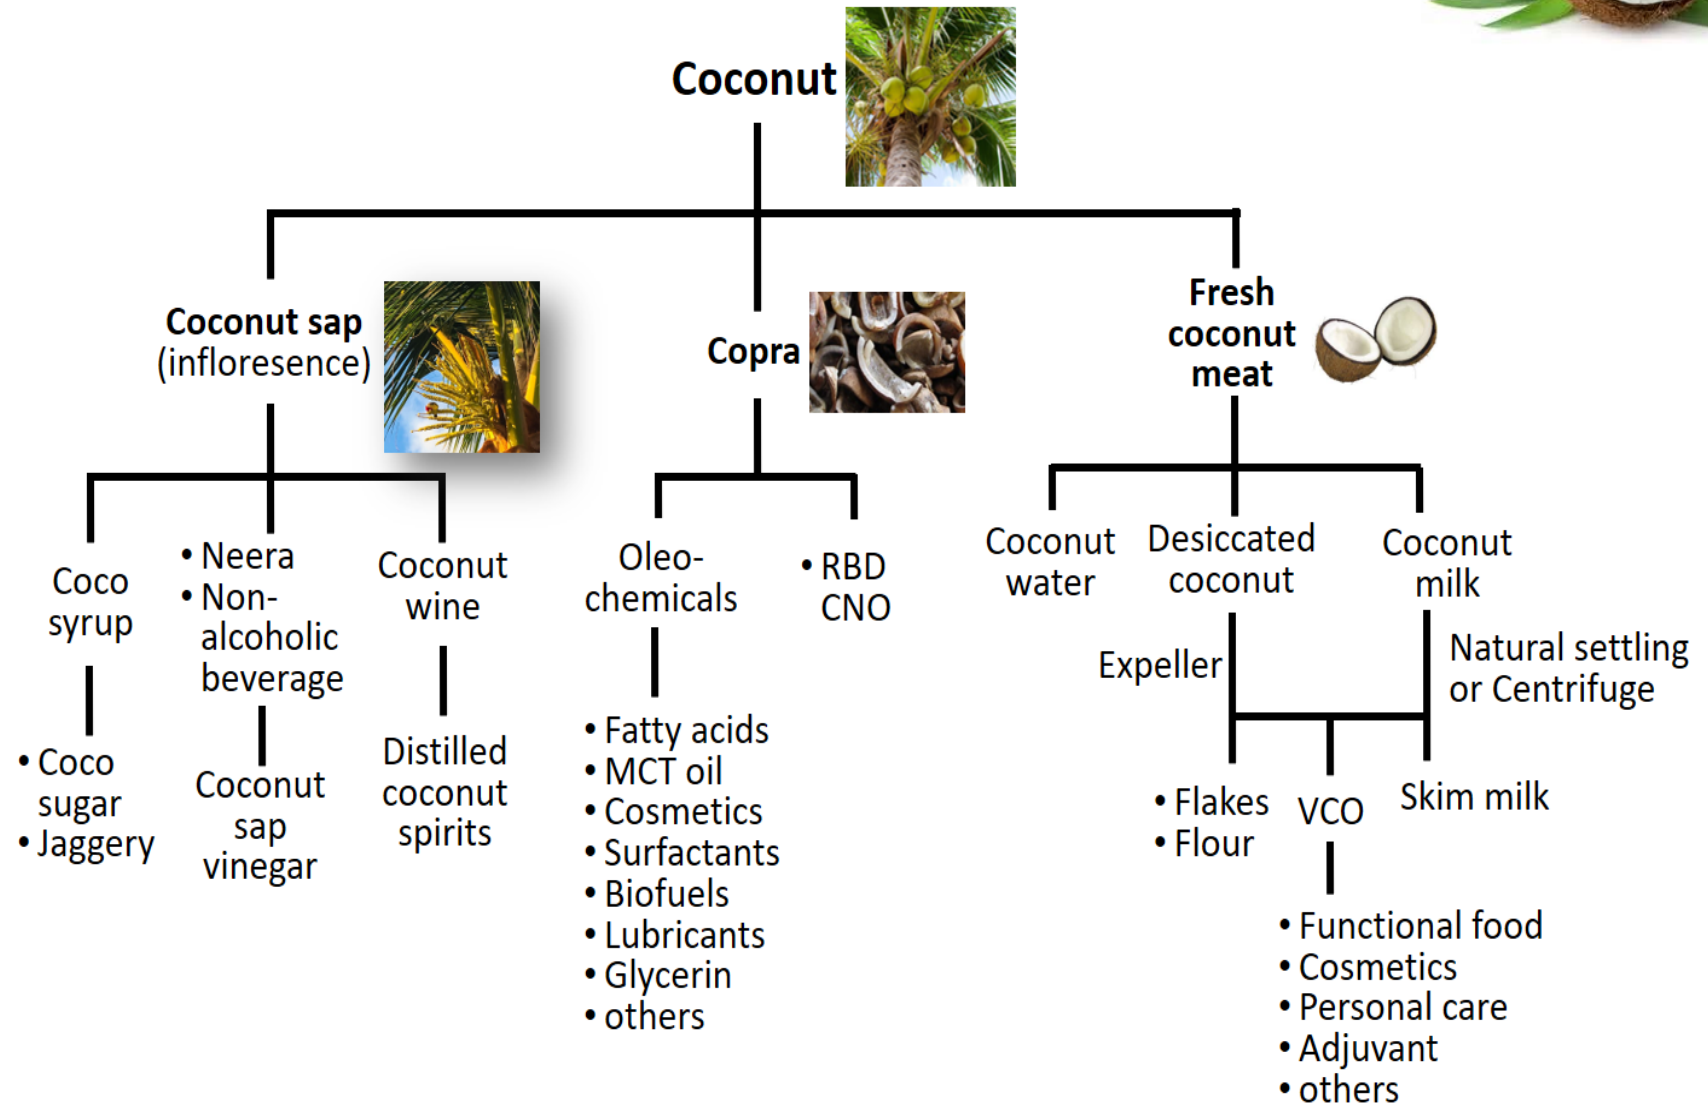 Coconut
Coconut sap
(infloresence)
Copra
Fresh
coconut
meat
Coco
syrup
• Coco
sugar
• Jaggery
• Neera
• Non-
alcoholic
beverage
Coconut
sap
vinegar
Coconut
wine
Distilled
coconut
spirits
Oleo-
chemicals
• Fatty acids
• MCT oil
• Cosmetics
• Surfactants
• Biofuels
• Lubricants
• Glycerin
• others
• RBD
CNO
Coconut
water
Desiccated
coconut
Coconut
milk
Expeller
Natural settling
or Centrifuge
• Flakes
• Flour
VCO
Skim milk
• Functional food
• Cosmetics
• Personal care
• Adjuvant
• others